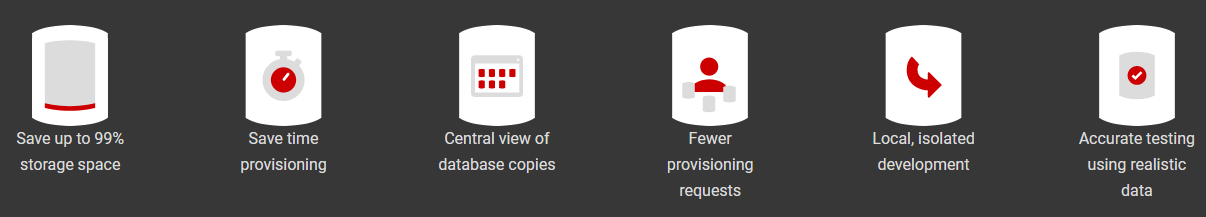 Save up to 99%
storage space
Save time
provisioning
Central view of
database copies
Fewer
provisioning
requests
Local, isolated
development
Accurate testing
using realistic
data